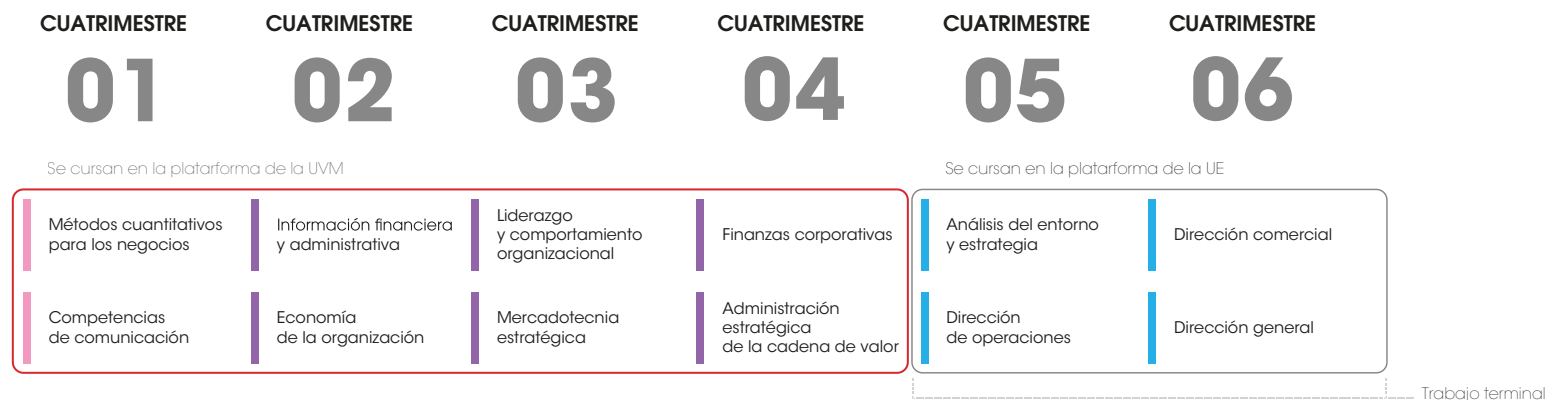 CUATRIMESTRE CUATRIMESTRE CUATRIMESTRE CUATRIMESTRE CUATRIMESTRE CUATRIMESTRE
01 02 03 04 05 06
Se cursan en la platarforma de la UVM
Se cursan en la platarforma de la UE
Métodos cuantitativos
para los negocios
Información financiera
y administrativa
Liderazgo
y comportamiento
organizacional
Finanzas corporativas
Análisis del entorno
y estrategia
Dirección comercial
Competencias
de comunicación
Economía
de la organización
Mercadotecnia
estratégica
Administración
estratégica
de la cadena de valor
Dirección
de operaciones
Dirección general
Trabajo terminal